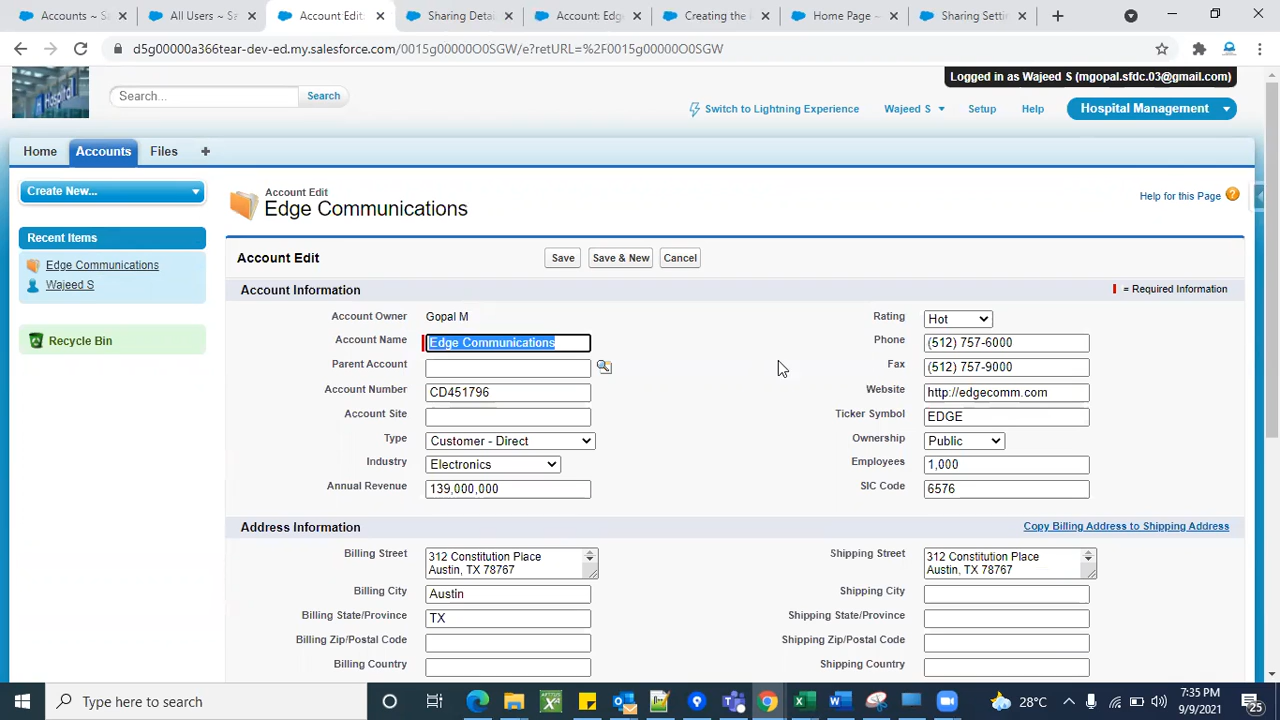 Accounts ~ Sa
All Users ~ Sa
Account Edit:
Sharing Detai
Account: Edg
Creating the
Home Page ~
Sharing Setti
d5g00000a366tear-dev-ed.my.salesforce.com/0015g00000O0SGW/e?retURL=%2F0015g00000O0SGW
Logged in as Wajeed S (mgopal.sfdc.03@gmail.com)
Hospital
Search...
Search
Switch to Lightning Experience
Wajeed S
Setup
Help
Hospital Management
Home
Accounts
Files
+
Create New...
Recent Items
Edge Communications
Wajeed S
Recycle Bin
Account Edit
Edge Communications
Help for this Page
Account Edit
Save
Save & New
Cancel
Account Information
= Required Information
Account Owner Gopal M
Rating Hot
Account Name Edge Communications
Phone (512) 757-6000
Parent Account
Fax (512) 757-9000
Account Number CD451796
Website http://edgecomm.com
Account Site
Ticker Symbol EDGE
Type Customer - Direct
Ownership Public
Industry Electronics
Employees 1,000
Annual Revenue 139,000,000
SIC Code 6576
Address Information
Copy Billing Address to Shipping Address
Billing Street 312 Constitution Place
Austin, TX 78767
Shipping Street 312 Constitution Place
Austin, TX 78767
Billing City Austin
Shipping City
Billing State/Province TX
Shipping State/Province
Billing Zip/Postal Code
Shipping Zip/Postal Code
Billing Country
Shipping Country
Type here to search
28°C
7:35 PM
9/9/2021
25